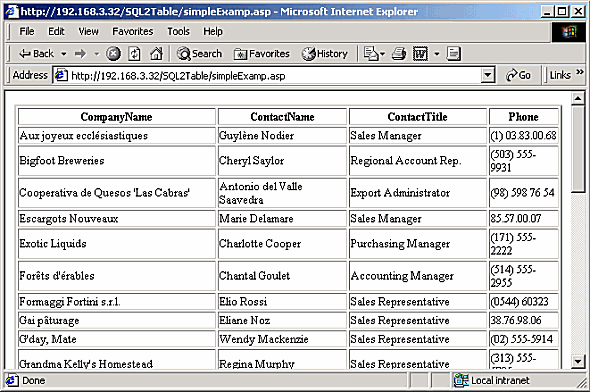 http://192.168.3.32/SQL2Table/simpleExamp.asp - Microsoft Internet Explorer
File Edit View Favorites Tools Help
Back Search Favorites History
Address http://192.168.3.32/SQL2Table/simpleExamp.asp Go Links »
CompanyName ContactName ContactTitle Phone
Aux joyeux ecclésiastiques Guylène Nodier Sales Manager (1) 03.83.00.68
Bigfoot Breweries Cheryl Saylor Regional Account Rep. (503) 555-
9931
Cooperativa de Quesos 'Las Cabras' Antonio del Valle Export Administrator (98) 598 76 54
Saavedra
Escargots Nouveaux Marie Delamare Sales Manager 85.57.00.07
Exotic Liquids Charlotte Cooper Purchasing Manager (171) 555-
2222
Forêts d'érables Chantal Goulet Accounting Manager (514) 555-
2955
Formaggi Fortini s.r.l. Elio Rossi Sales Representative (0544) 60323
Gai pâturage Eliane Noz Sales Representative 38.76.98.06
G'day, Mate Wendy Mackenzie Sales Representative (02) 555-5914
Grandma Kelly's Homestead Regina Murphy Sales Representative (313) 555-
Done Local intranet